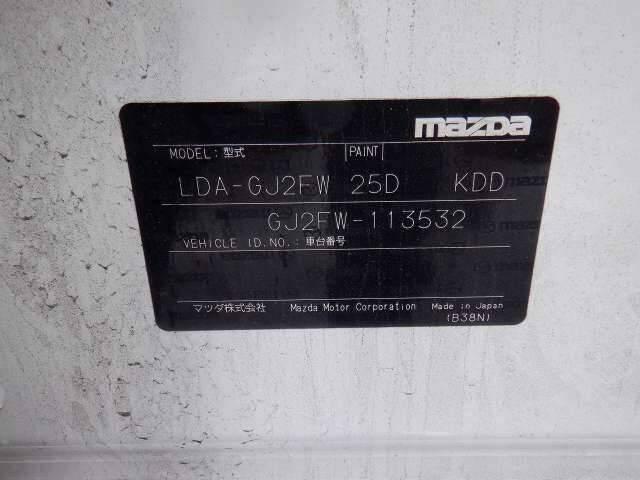 mazda
MODEL:型式 PAINT
LDA-GJ2FW 25D KDD
GJ2FW-113532
VEHICLE ID.NO.:車台番号
マツダ株式会社 Mazda Motor Corporation Made in Japan
(B38N)